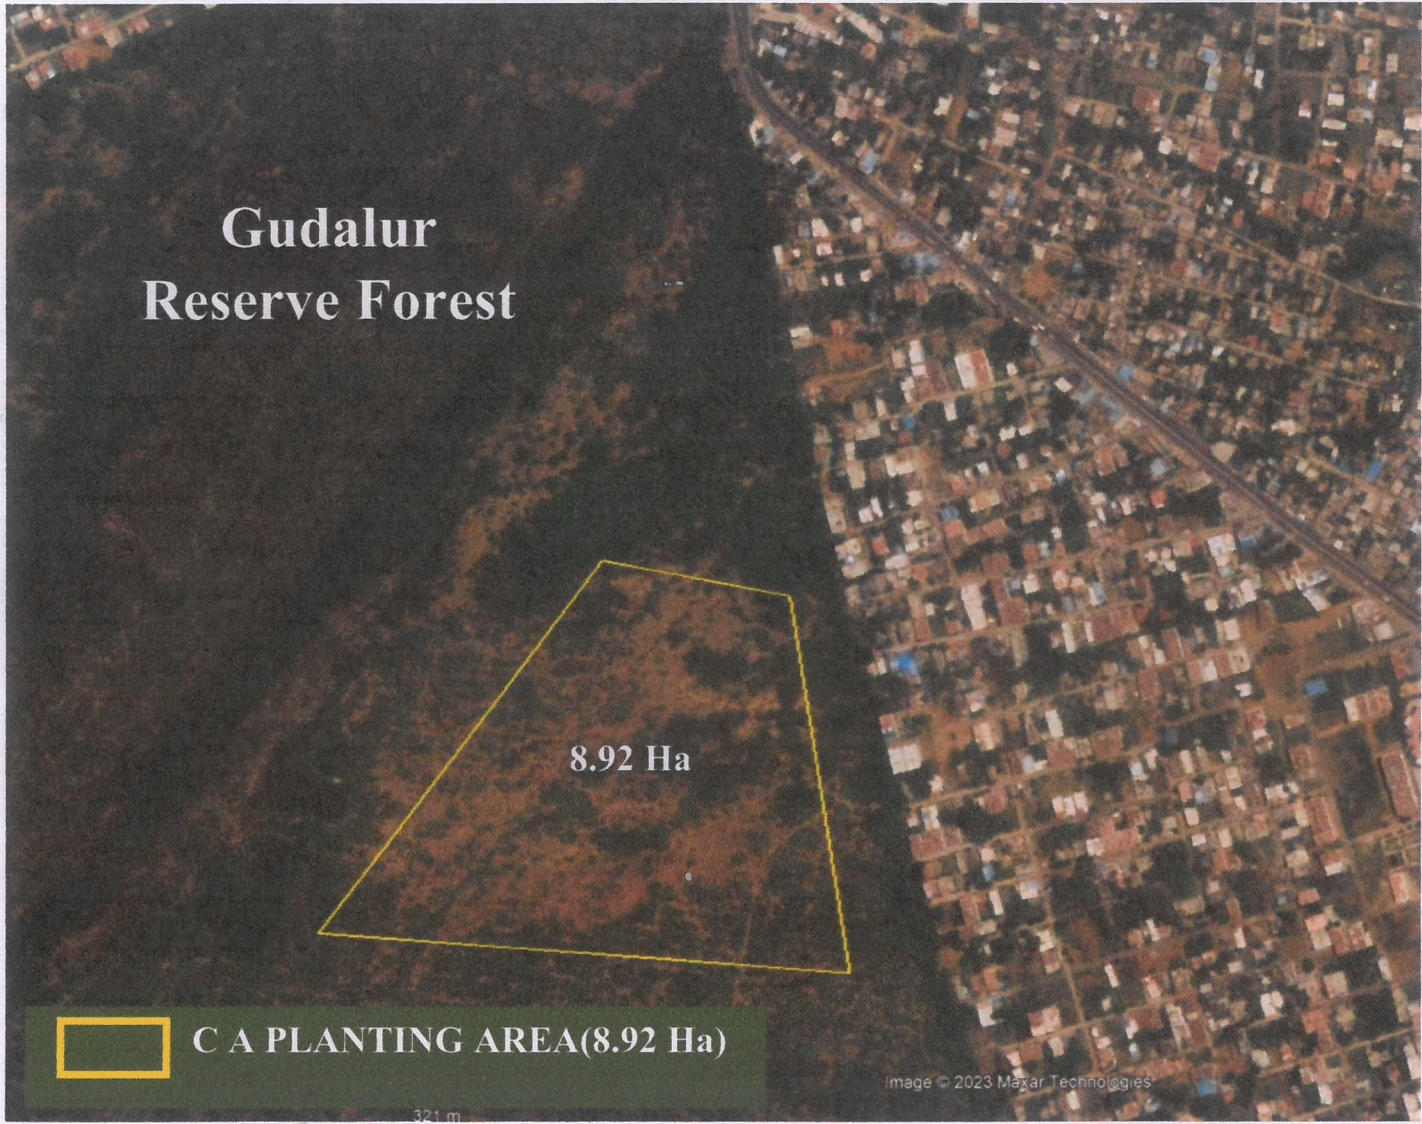 Gudalur
Reserve Forest
8.92 Ha
C A PLANTING AREA(8.92 Ha)
Image © 2023 Maxar Technologies
321 m